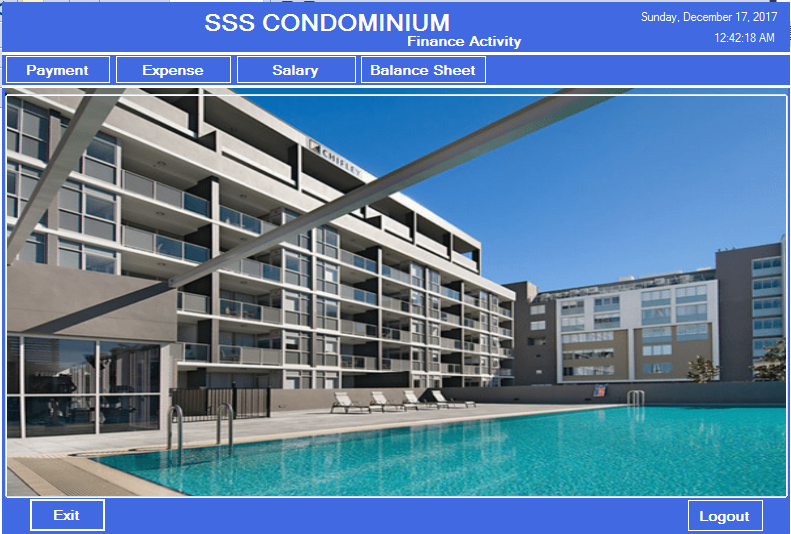 SSS CONDOMINIUM
Finance Activity
Sunday, December 17, 2017
12:42:18 AM
Payment
Expense
Salary
Balance Sheet
CHIFLEY
Exit
Logout